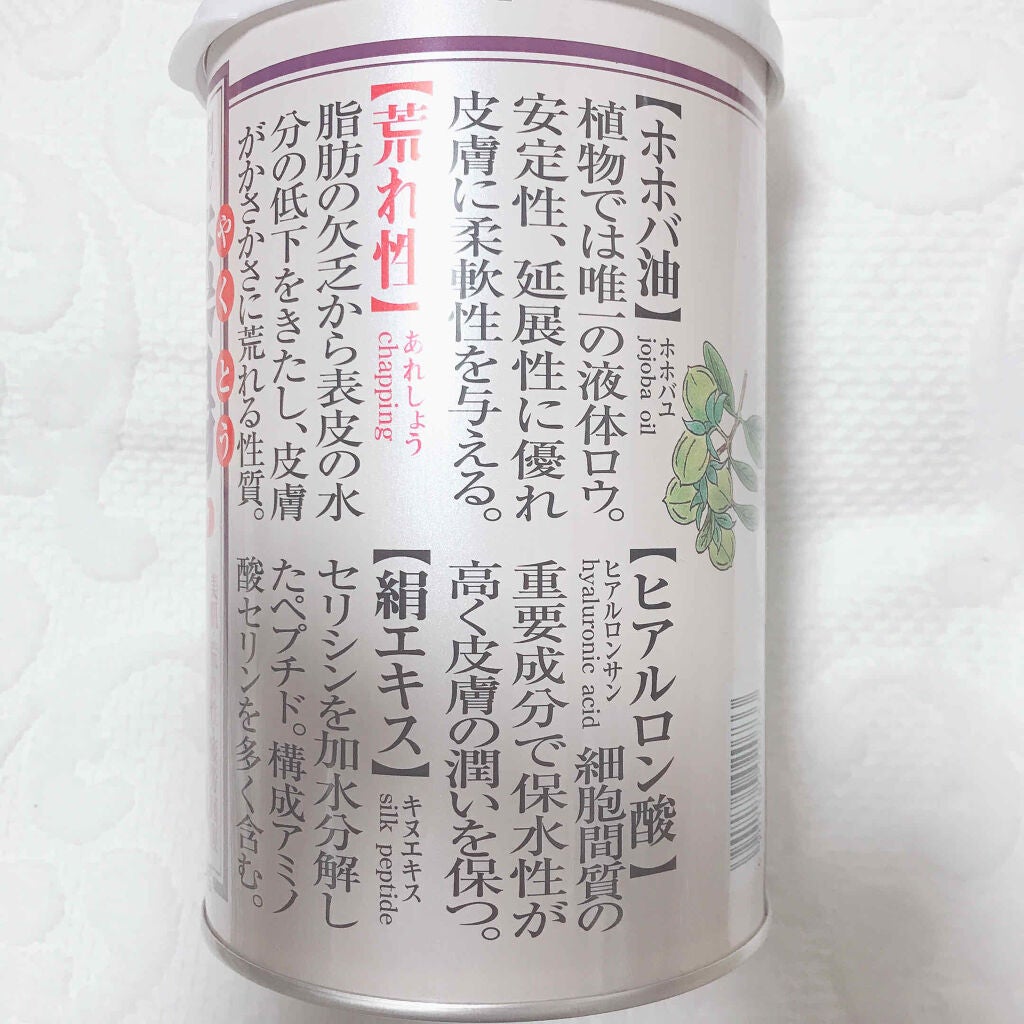 【ホホバ油】
ホホバユ
jojoba oil
植物では唯一の液体ロウ。
安定性、延展性に優れ
皮膚に柔軟性を与える。
【荒れ性】
あれしょう
chapping
脂肪の欠乏から表皮の水
分の低下をきたし、皮膚
がかさかさに荒れる性質。
【ヒアルロン酸】
ヒアルロンサン
hyaluronic acid
細胞間質の
重要成分で保水性が
高く皮膚の潤いを保つ。
【絹エキス】
キヌエキス
silk peptide
セリシンを加水分解し
たペプチド。構成アミノ
酸セリンを多く含む。
やくとう